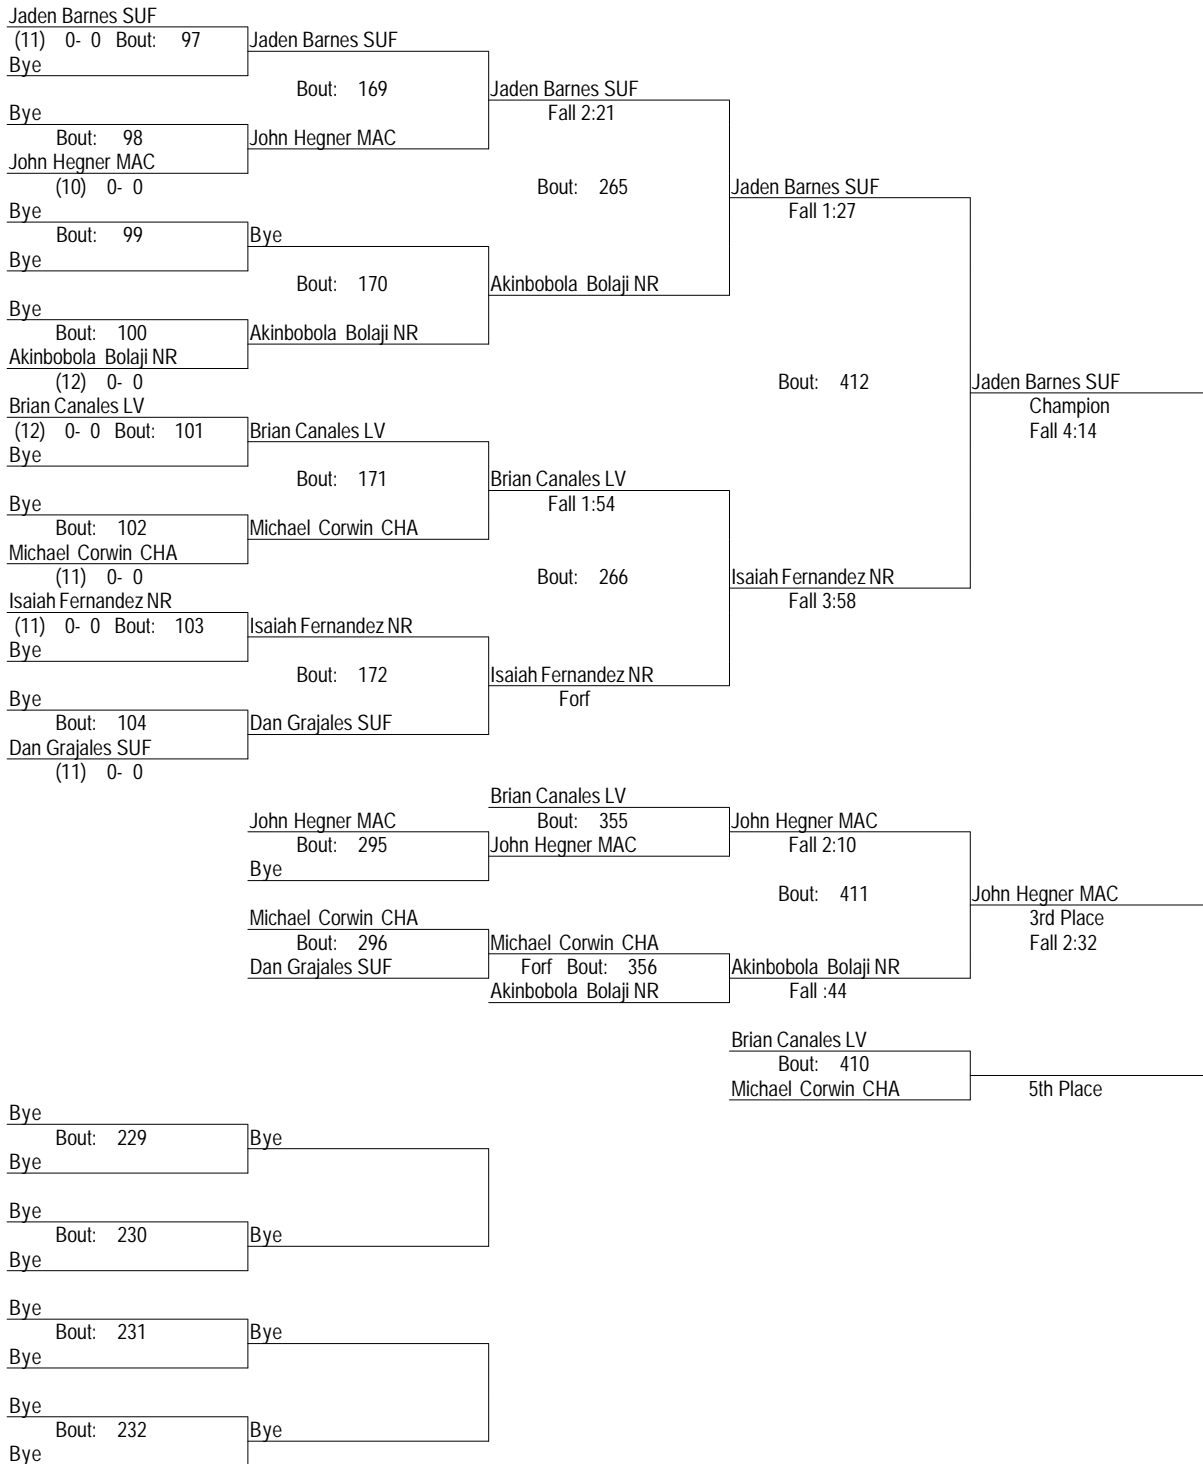 Jaden Barnes SUF
(11) 0- 0 Bout: 97 Jaden Barnes SUF
Bye
Bout: 169 Jaden Barnes SUF
Bye Fall 2:21
Bout: 98 John Hegner MAC
John Hegner MAC
(10) 0- 0 Bout: 265 Jaden Barnes SUF
Bye Fall 1:27
Bout: 99 Bye
Bye
Bout: 170 Akinbobola Bolaji NR
Bye
Bout: 100 Akinbobola Bolaji NR
Akinbobola Bolaji NR
(12) 0- 0 Bout: 412 Jaden Barnes SUF
Brian Canales LV Champion
(12) 0- 0 Bout: 101 Brian Canales LV Fall 4:14
Bye
Bout: 171 Brian Canales LV
Bye Fall 1:54
Bout: 102 Michael Corwin CHA
Michael Corwin CHA
(11) 0- 0 Bout: 266 Isaiah Fernandez NR
Isaiah Fernandez NR Fall 3:58
(11) 0- 0 Bout: 103 Isaiah Fernandez NR
Bye
Bout: 172 Isaiah Fernandez NR
Bye Forf
Bout: 104 Dan Grajales SUF
Dan Grajales SUF
(11) 0- 0
Brian Canales LV
John Hegner MAC Bout: 355 John Hegner MAC
Bout: 295 John Hegner MAC Fall 2:10
Bye
Bout: 411 John Hegner MAC
Michael Corwin CHA 3rd Place
Bout: 296 Michael Corwin CHA Fall 2:32
Dan Grajales SUF Forf Bout: 356 Akinbobola Bolaji NR
Akinbobola Bolaji NR Fall :44
Brian Canales LV
Bout: 410
Michael Corwin CHA 5th Place
Bye
Bout: 229 Bye
Bye
Bye
Bout: 230 Bye
Bye
Bye
Bout: 231 Bye
Bye
Bye
Bout: 232 Bye
Bye